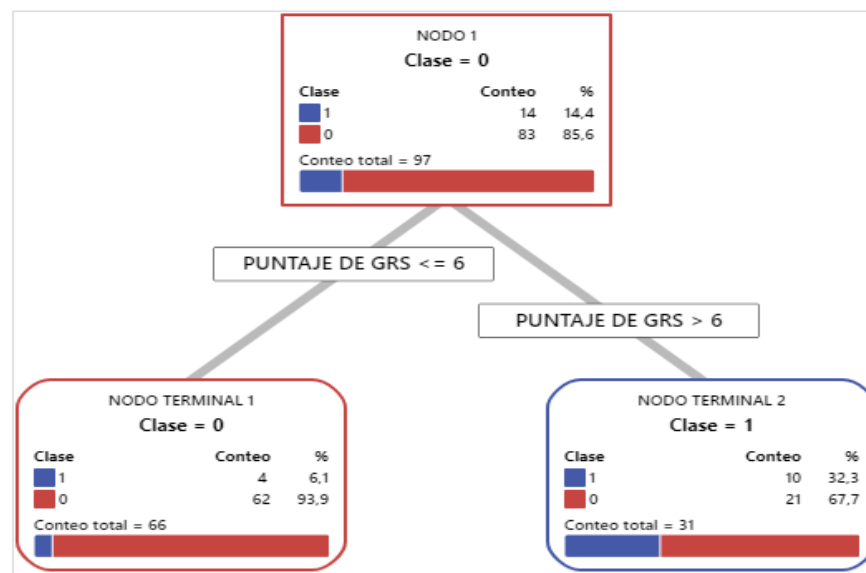 NODO 1
Clase = 0
Clase Conteo %
1 14 14,4
0 83 85,6
Conteo total = 97
PUNTAJE DE GRS <= 6
PUNTAJE DE GRS > 6
NODO TERMINAL 1
Clase = 0
Clase Conteo %
1 4 6,1
0 62 93,9
Conteo total = 66
NODO TERMINAL 2
Clase = 1
Clase Conteo %
1 10 32,3
0 21 67,7
Conteo total = 31